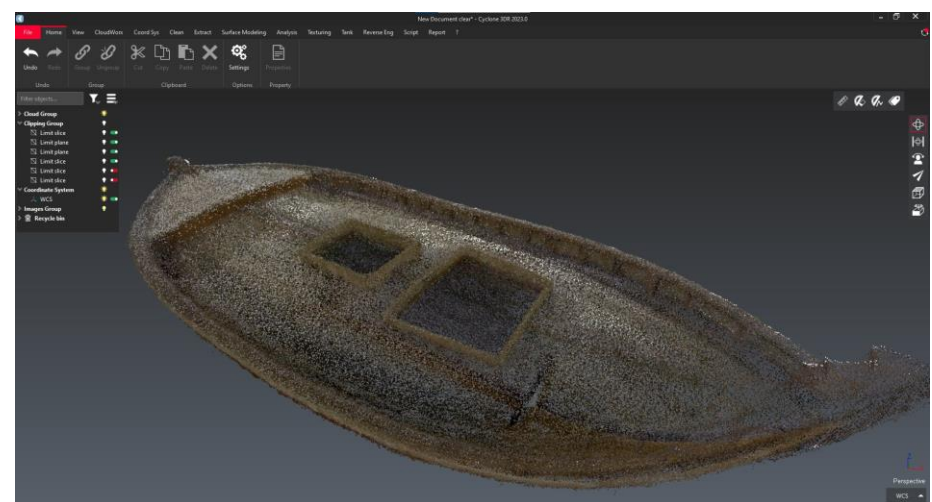 New Document clear* - Cyclone 3DR 2023.0
File Home View CloudWorx Coord Sys Clean Extract Surface Modeling Analysis Texturing Tank Reverse Eng Script Report ?
Undo Redo Group Ungroup Cut Copy Paste Delete Settings Properties
Undo Group Clipboard Options Property
Filter objects...
Cloud Group
Clipping Group
Limit slice
Limit plane
Limit plane
Limit slice
Limit slice
Limit slice
Coordinate System
WCS
Images Group
Recycle bin
Z
Perspective
WCS